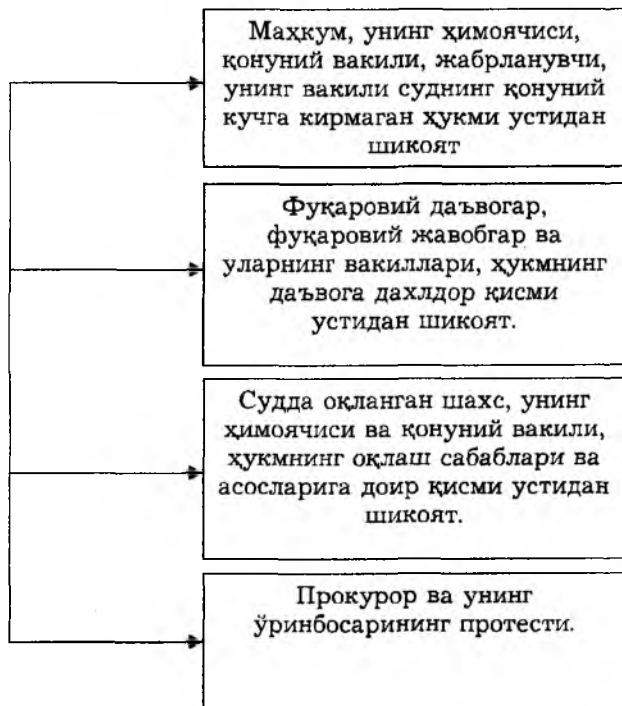 Маҳкум, унинг ҳимоячиси,
қонуний вакили, жабрланувчи,
унинг вакили суднинг қонуний
кучга кирмаган ҳукми устидан
шикоят
Фуқаровий даъвогар,
фуқаровий жавобгар ва
уларнинг вакиллари, ҳукмнинг
даъвога дахлдор қисми
устидан шикоят.
Судда оқланган шахс, унинг
ҳимоячиси ва қонуний вакили,
ҳукмнинг оқлаш сабаблари ва
асосларига доир қисми устидан
шикоят.
Прокурор ва унинг
ўринбосарининг протести.